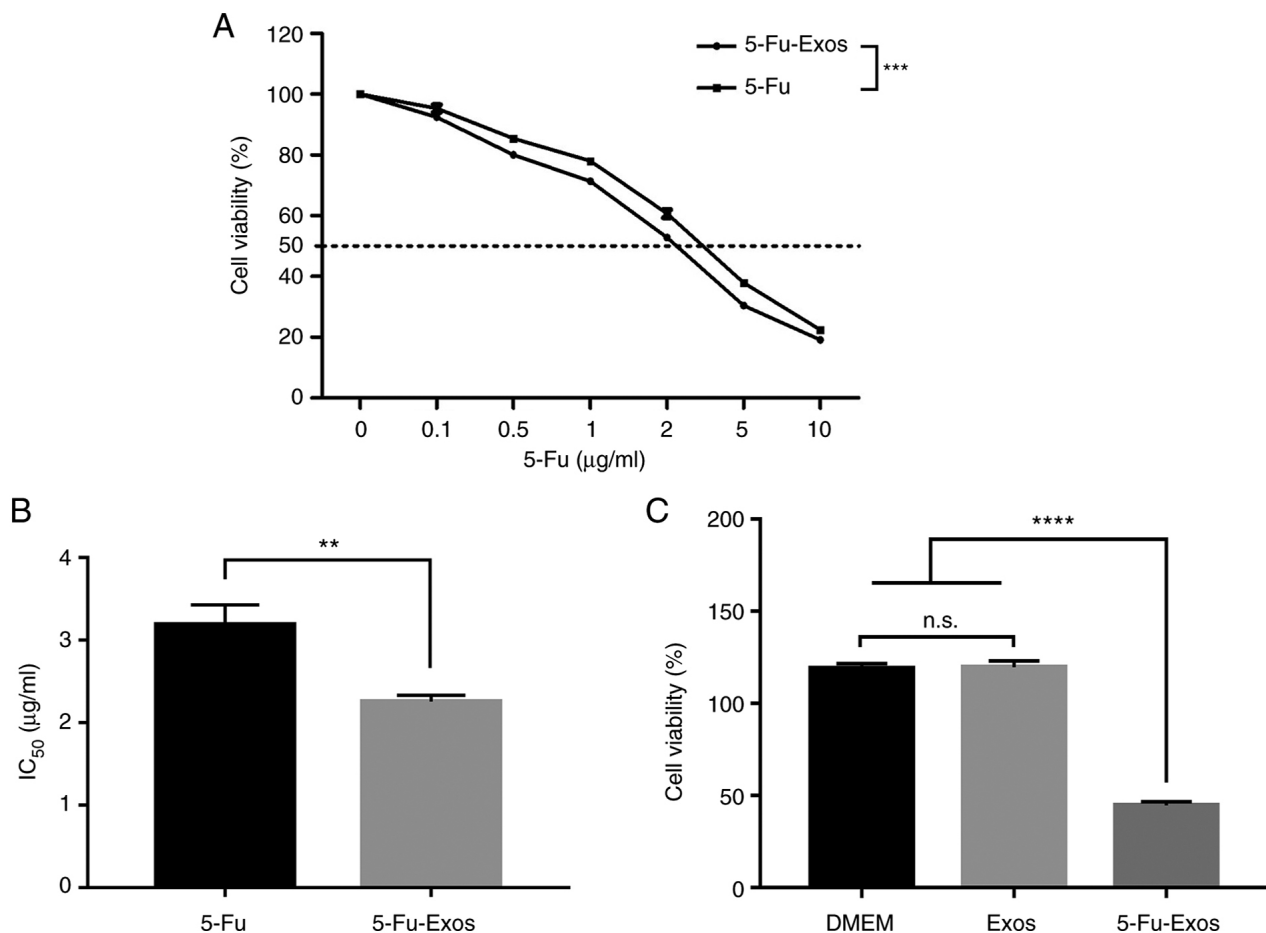 A
120
100
80
60
50
40
20
0
Cell viability (%)
5-Fu-Exos
5-Fu
***
0 0.1 0.5 1 2 5 10
5-Fu (μg/ml)
B
4
3
2
1
0
IC50 (μg/ml)
**
5-Fu 5-Fu-Exos
C
200
150
100
50
0
Cell viability (%)
****
n.s.
DMEM Exos 5-Fu-Exos